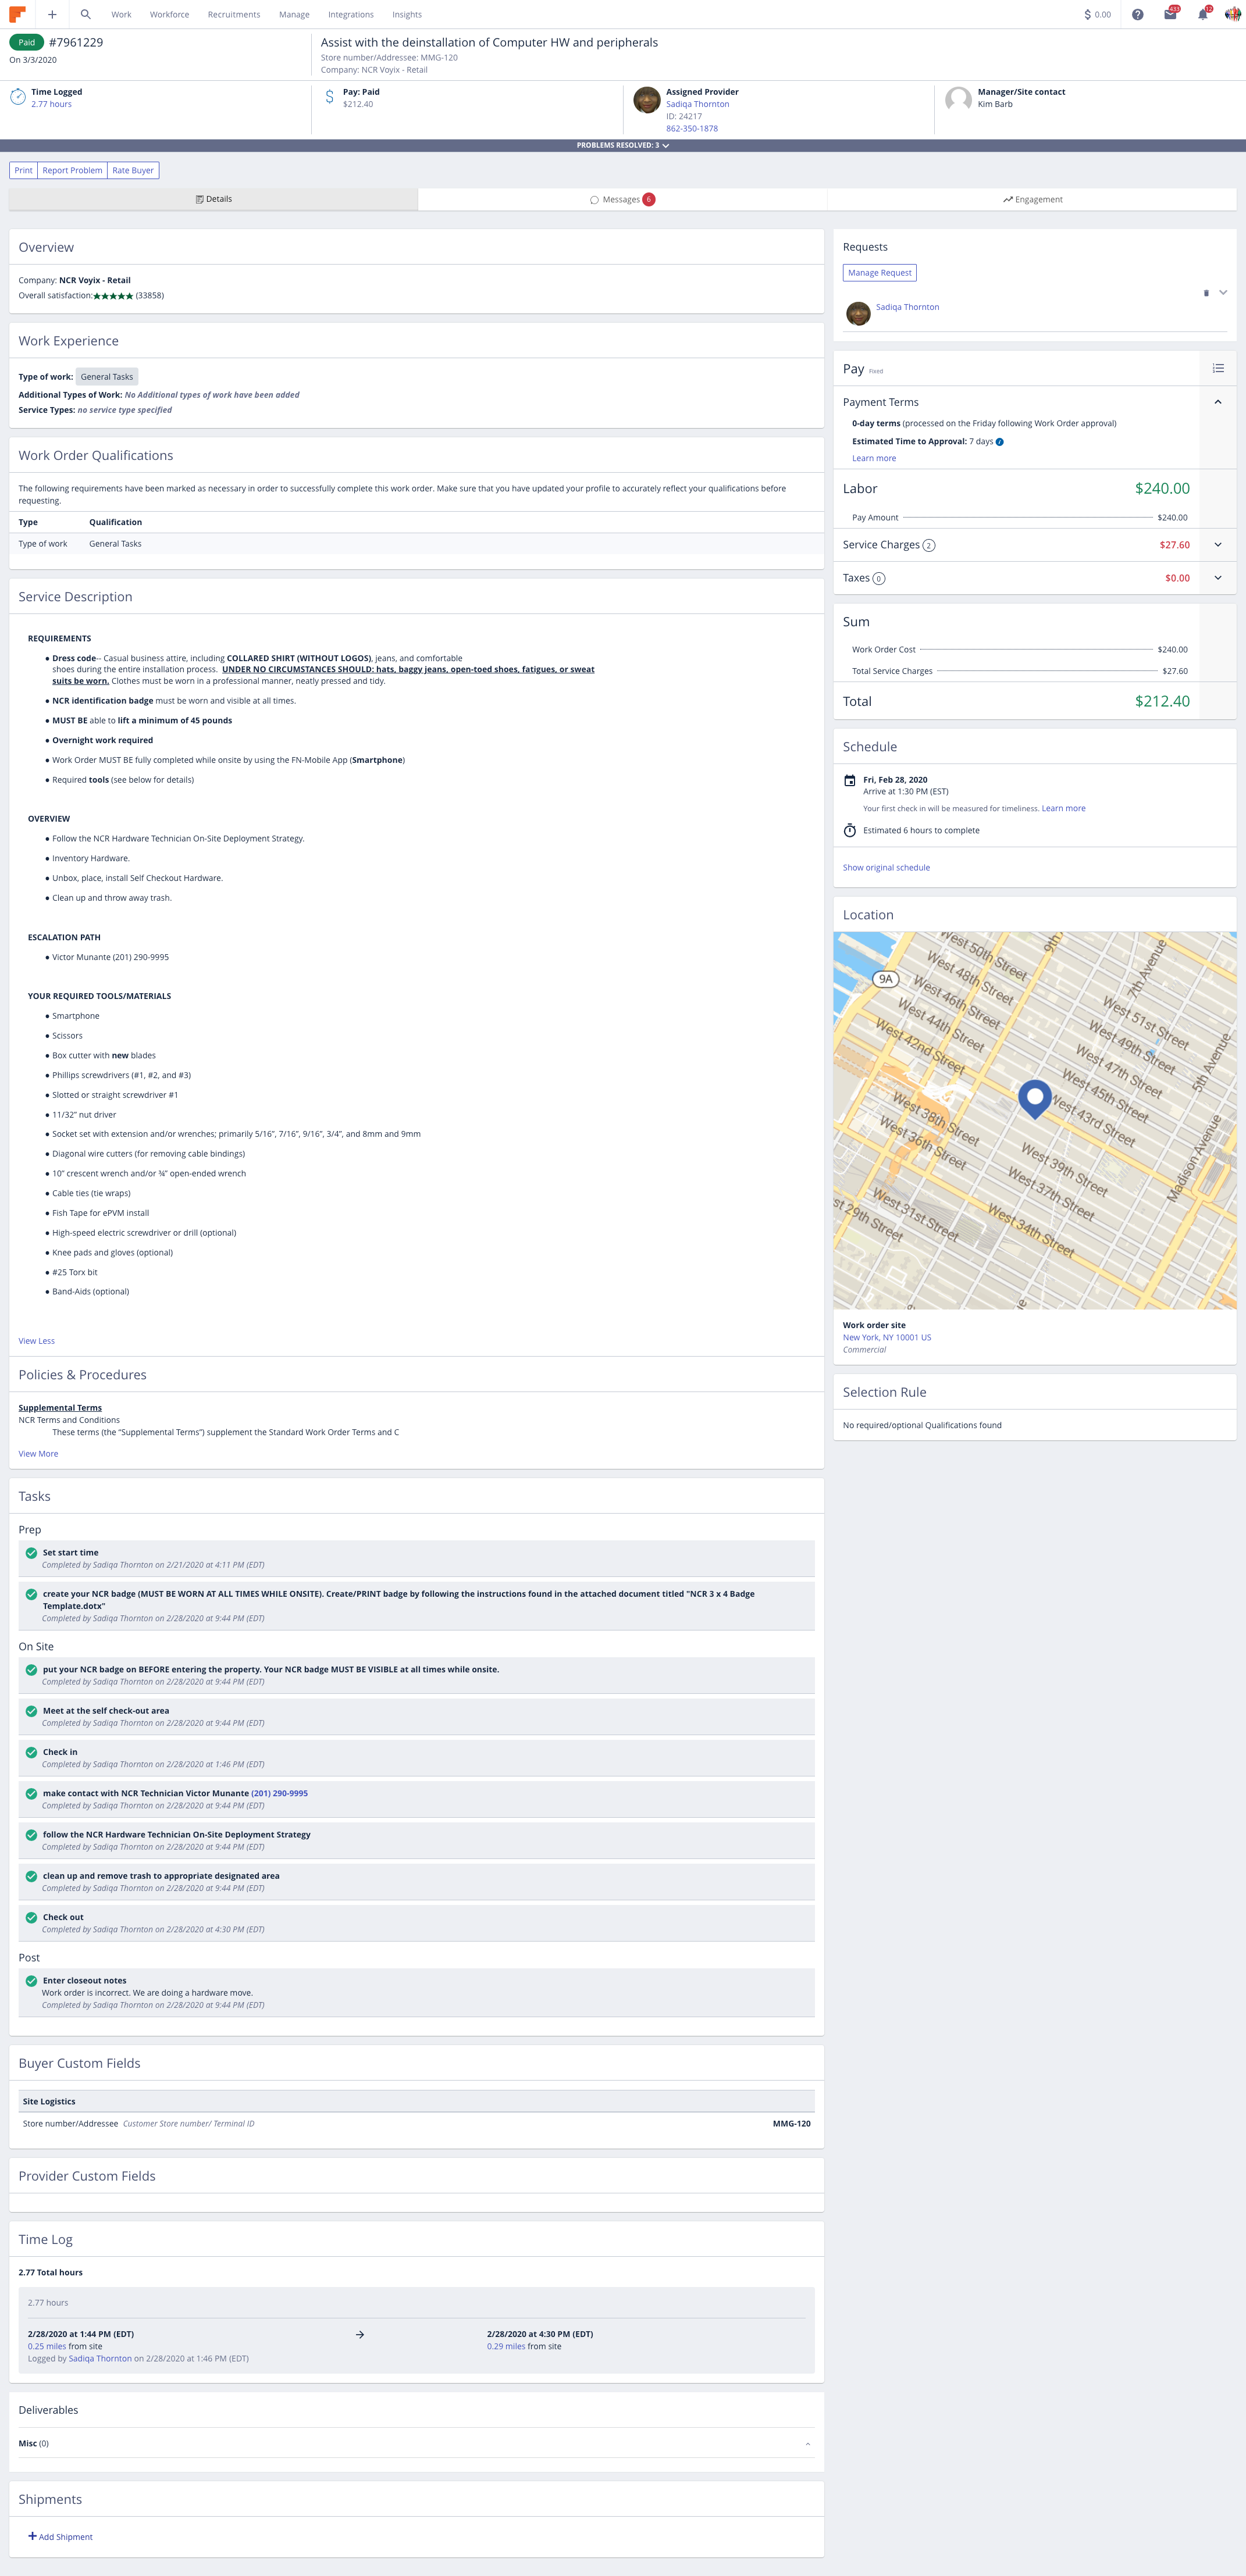 Work Workforce Recruitments Manage Integrations Insights
0.00
433
12
Paid #7961229
On 3/3/2020
Assist with the deinstallation of Computer HW and peripherals
Store number/Addressee: MMG-120
Company: NCR Voyix - Retail
Time Logged
2.77 hours
Pay: Paid
$212.40
Assigned Provider
Sadiqa Thornton
ID: 24217
862-350-1878
Manager/Site contact
Kim Barb
PROBLEMS RESOLVED: 3
Print Report Problem Rate Buyer
Details
Messages 6
Engagement
Overview
Company: NCR Voyix - Retail
Overall satisfaction:★★★★★ (33858)
Work Experience
Type of work: General Tasks
Additional Types of Work: No Additional types of work have been added
Service Types: no service type specified
Work Order Qualifications
The following requirements have been marked as necessary in order to successfully complete this work order. Make sure that you have updated your profile to accurately reflect your qualifications before
requesting.
Type Qualification
Type of work General Tasks
Service Description
REQUIREMENTS
● Dress code-- Casual business attire, including COLLARED SHIRT (WITHOUT LOGOS), jeans, and comfortable
shoes during the entire installation process. UNDER NO CIRCUMSTANCES SHOULD: hats, baggy jeans, open-toed shoes, fatigues, or sweat
suits be worn. Clothes must be worn in a professional manner, neatly pressed and tidy.
● NCR identification badge must be worn and visible at all times.
● MUST BE able to lift a minimum of 45 pounds
● Overnight work required
● Work Order MUST BE fully completed while onsite by using the FN-Mobile App (Smartphone)
● Required tools (see below for details)
OVERVIEW
● Follow the NCR Hardware Technician On-Site Deployment Strategy.
● Inventory Hardware.
● Unbox, place, install Self Checkout Hardware.
● Clean up and throw away trash.
ESCALATION PATH
● Victor Munante (201) 290-9995
YOUR REQUIRED TOOLS/MATERIALS
● Smartphone
● Scissors
● Box cutter with new blades
● Phillips screwdrivers (#1, #2, and #3)
● Slotted or straight screwdriver #1
● 11/32” nut driver
● Socket set with extension and/or wrenches; primarily 5/16”, 7/16”, 9/16”, 3/4”, and 8mm and 9mm
● Diagonal wire cutters (for removing cable bindings)
● 10” crescent wrench and/or ¾” open-ended wrench
● Cable ties (tie wraps)
● Fish Tape for ePVM install
● High-speed electric screwdriver or drill (optional)
● Knee pads and gloves (optional)
● #25 Torx bit
● Band-Aids (optional)
View Less
Policies & Procedures
Supplemental Terms
NCR Terms and Conditions
These terms (the “Supplemental Terms”) supplement the Standard Work Order Terms and C
View More
Tasks
Prep
Set start time
Completed by Sadiqa Thornton on 2/21/2020 at 4:11 PM (EDT)
create your NCR badge (MUST BE WORN AT ALL TIMES WHILE ONSITE). Create/PRINT badge by following the instructions found in the attached document titled "NCR 3 x 4 Badge
Template.dotx"
Completed by Sadiqa Thornton on 2/28/2020 at 9:44 PM (EDT)
On Site
put your NCR badge on BEFORE entering the property. Your NCR badge MUST BE VISIBLE at all times while onsite.
Completed by Sadiqa Thornton on 2/28/2020 at 9:44 PM (EDT)
Meet at the self check-out area
Completed by Sadiqa Thornton on 2/28/2020 at 9:44 PM (EDT)
Check in
Completed by Sadiqa Thornton on 2/28/2020 at 1:46 PM (EDT)
make contact with NCR Technician Victor Munante (201) 290-9995
Completed by Sadiqa Thornton on 2/28/2020 at 9:44 PM (EDT)
follow the NCR Hardware Technician On-Site Deployment Strategy
Completed by Sadiqa Thornton on 2/28/2020 at 9:44 PM (EDT)
clean up and remove trash to appropriate designated area
Completed by Sadiqa Thornton on 2/28/2020 at 9:44 PM (EDT)
Check out
Completed by Sadiqa Thornton on 2/28/2020 at 4:30 PM (EDT)
Post
Enter closeout notes
Work order is incorrect. We are doing a hardware move.
Completed by Sadiqa Thornton on 2/28/2020 at 9:44 PM (EDT)
Buyer Custom Fields
Site Logistics
Store number/Addressee Customer Store number/ Terminal ID MMG-120
Provider Custom Fields
Time Log
2.77 Total hours
2.77 hours
2/28/2020 at 1:44 PM (EDT) → 2/28/2020 at 4:30 PM (EDT)
0.25 miles from site 0.29 miles from site
Logged by Sadiqa Thornton on 2/28/2020 at 1:46 PM (EDT)
Deliverables
Misc (0)
Shipments
Add Shipment
Requests
Manage Request
Sadiqa Thornton
Pay Fixed
Payment Terms
0-day terms (processed on the Friday following Work Order approval)
Estimated Time to Approval: 7 days
Learn more
Labor $240.00
Pay Amount $240.00
Service Charges 2 $27.60
Taxes 0 $0.00
Sum
Work Order Cost $240.00
Total Service Charges $27.60
Total $212.40
Schedule
Fri, Feb 28, 2020
Arrive at 1:30 PM (EST)
Your first check in will be measured for timeliness. Learn more
Estimated 6 hours to complete
Show original schedule
Location
West 50th Street
9th
9A
West 48th Street
7th Avenue
West 46th Street
West 51st Street
West 44th Street
West 49th Street
West 42nd Street
West 47th Street
5th Avenue
West 45th Street
West 38th Street
West 43rd Street
West 36th Street
Madison Avenue
West 39th Street
West 37th Street
West 31st Street
st 29th Street
West 34th Street
Work order site
New York, NY 10001 US
Commercial
Selection Rule
No required/optional Qualifications found